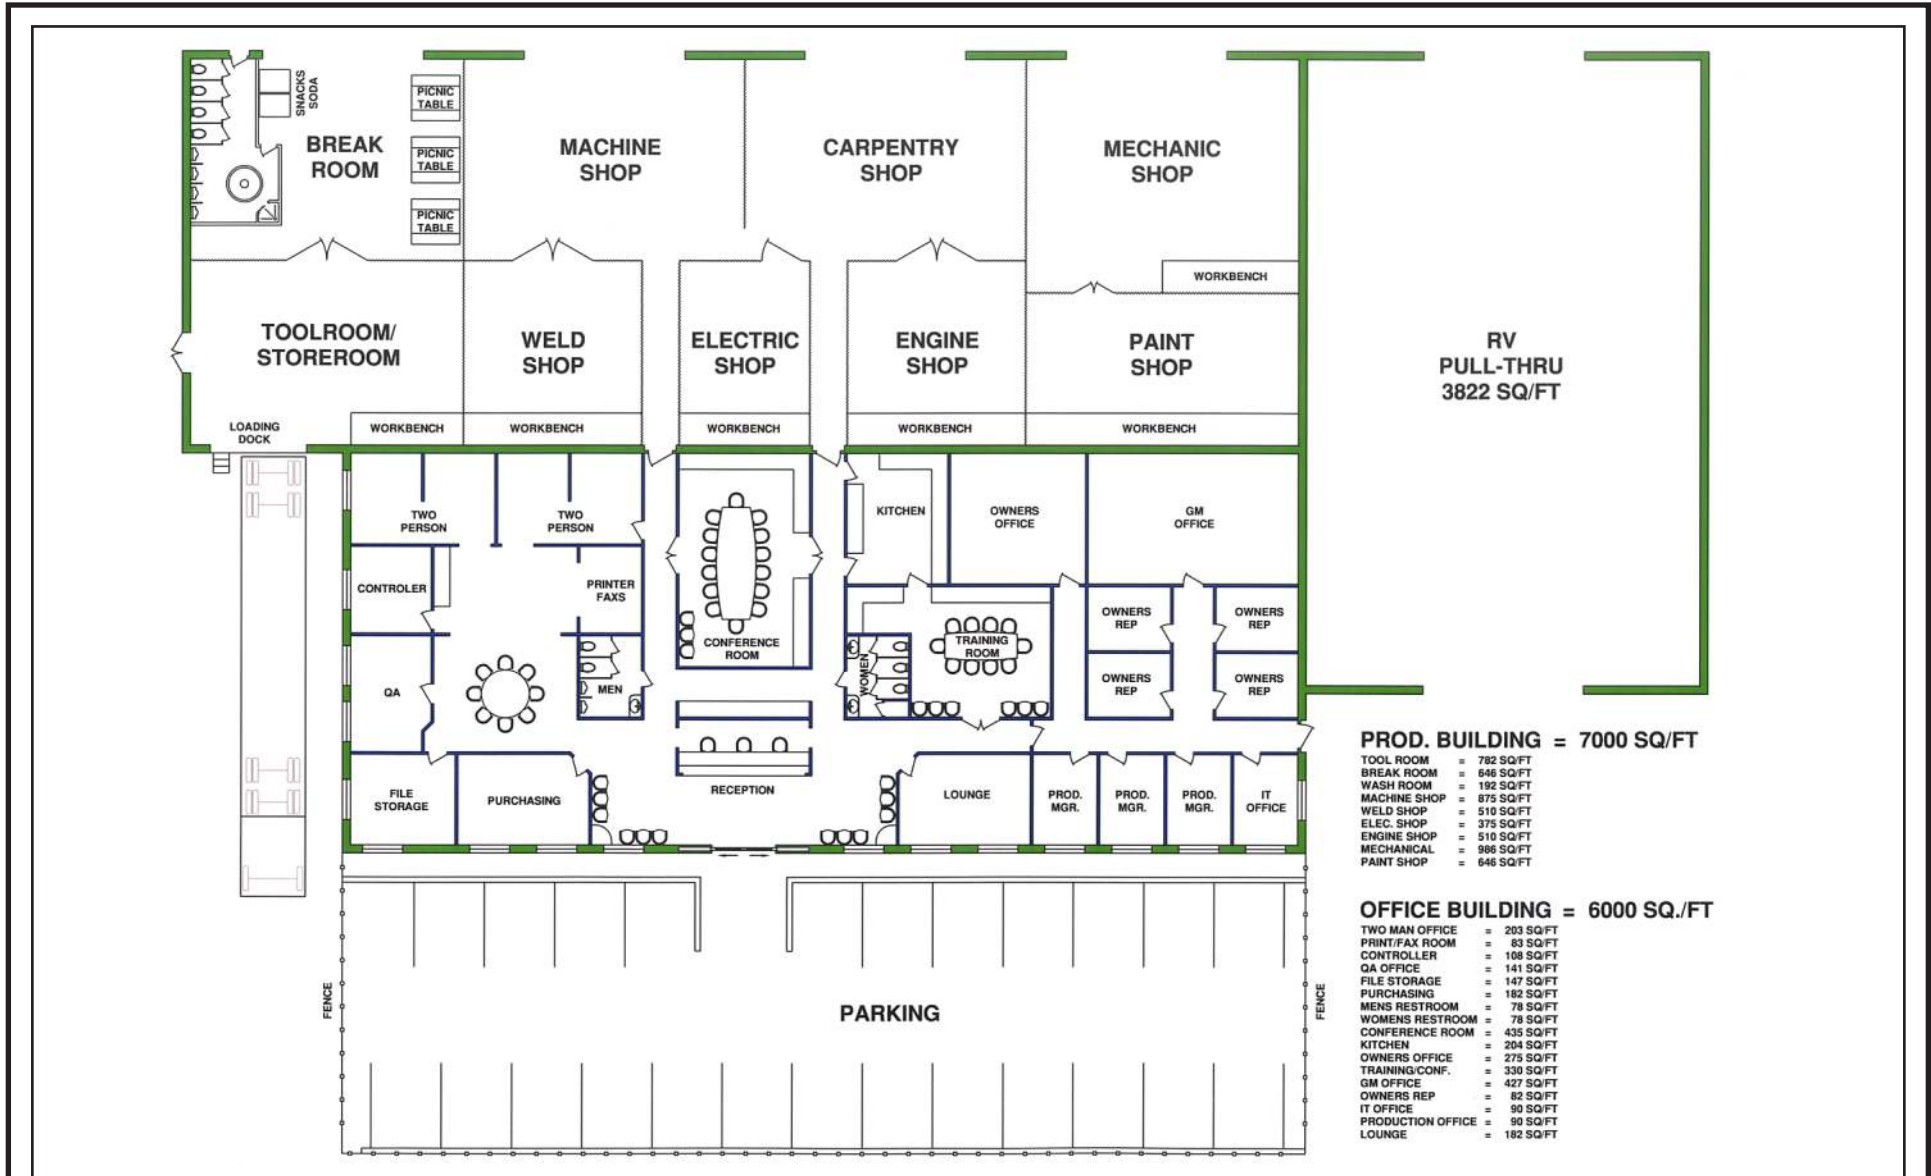 SNACKS
SODA
BREAK
ROOM
PICNIC
TABLE
PICNIC
TABLE
PICNIC
TABLE
MACHINE
SHOP
CARPENTRY
SHOP
MECHANIC
SHOP
WORKBENCH
TOOLROOM/
STOREROOM
WELD
SHOP
ELECTRIC
SHOP
ENGINE
SHOP
PAINT
SHOP
RV
PULL-THRU
3822 SQ/FT
LOADING
DOCK
WORKBENCH
WORKBENCH
WORKBENCH
WORKBENCH
WORKBENCH
TWO
PERSON
TWO
PERSON
KITCHEN
OWNERS
OFFICE
GM
OFFICE
CONTROLER
PRINTER
FAXS
CONFERENCE
ROOM
TRAINING
ROOM
OWNERS
REP
OWNERS
REP
QA
MEN
WOMEN
OWNERS
REP
OWNERS
REP
FILE
STORAGE
PURCHASING
RECEPTION
LOUNGE
PROD.
MGR.
PROD.
MGR.
PROD.
MGR.
IT
OFFICE
FENCE
PARKING
FENCE
PROD. BUILDING = 7000 SQ/FT
TOOL ROOM = 782 SQ/FT
BREAK ROOM = 646 SQ/FT
WASH ROOM = 192 SQ/FT
MACHINE SHOP = 875 SQ/FT
WELD SHOP = 510 SQ/FT
ELEC. SHOP = 375 SQ/FT
ENGINE SHOP = 510 SQ/FT
MECHANICAL = 986 SQ/FT
PAINT SHOP = 646 SQ/FT
OFFICE BUILDING = 6000 SQ./FT
TWO MAN OFFICE = 203 SQ/FT
PRINT/FAX ROOM = 83 SQ/FT
CONTROLLER = 108 SQ/FT
QA OFFICE = 141 SQ/FT
FILE STORAGE = 147 SQ/FT
PURCHASING = 182 SQ/FT
MENS RESTROOM = 78 SQ/FT
WOMENS RESTROOM = 78 SQ/FT
CONFERENCE ROOM = 435 SQ/FT
KITCHEN = 204 SQ/FT
OWNERS OFFICE = 275 SQ/FT
TRAINING/CONF. = 330 SQ/FT
GM OFFICE = 427 SQ/FT
OWNERS REP = 82 SQ/FT
IT OFFICE = 90 SQ/FT
PRODUCTION OFFICE = 90 SQ/FT
LOUNGE = 182 SQ/FT